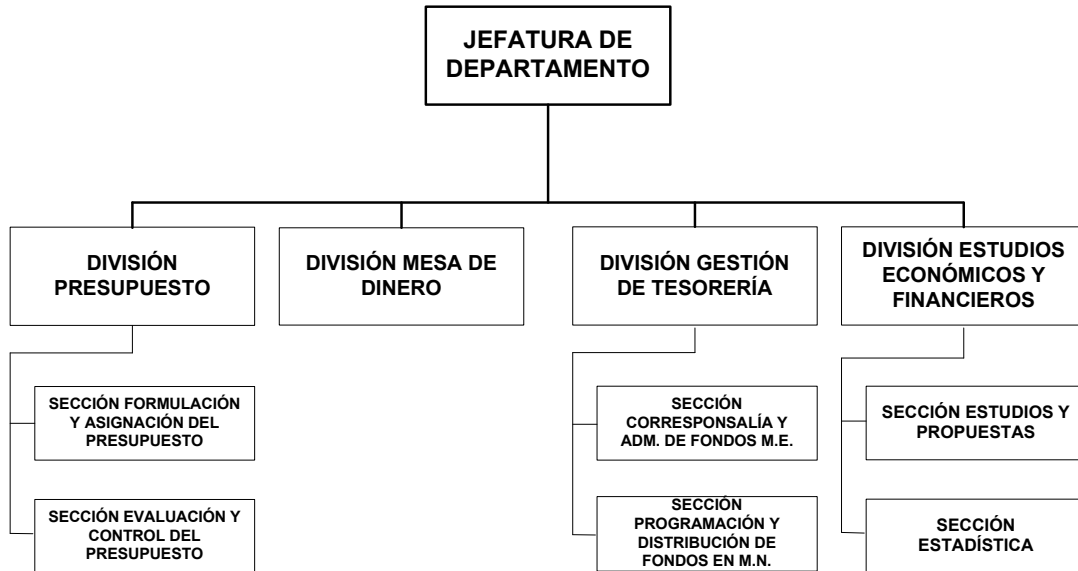 JEFATURA DE
DEPARTAMENTO
DIVISIÓN
PRESUPUESTO
DIVISIÓN MESA DE
DINERO
DIVISIÓN GESTIÓN
DE TESORERÍA
DIVISIÓN ESTUDIOS
ECONÓMICOS Y
FINANCIEROS
SECCIÓN FORMULACIÓN
Y ASIGNACIÓN DEL
PRESUPUESTO
SECCIÓN
CORRESPONSALÍA Y
ADM. DE FONDOS M.E.
SECCIÓN ESTUDIOS Y
PROPUESTAS
SECCIÓN EVALUACIÓN Y
CONTROL DEL
PRESUPUESTO
SECCIÓN
PROGRAMACIÓN Y
DISTRIBUCIÓN DE
FONDOS EN M.N.
SECCIÓN
ESTADÍSTICA